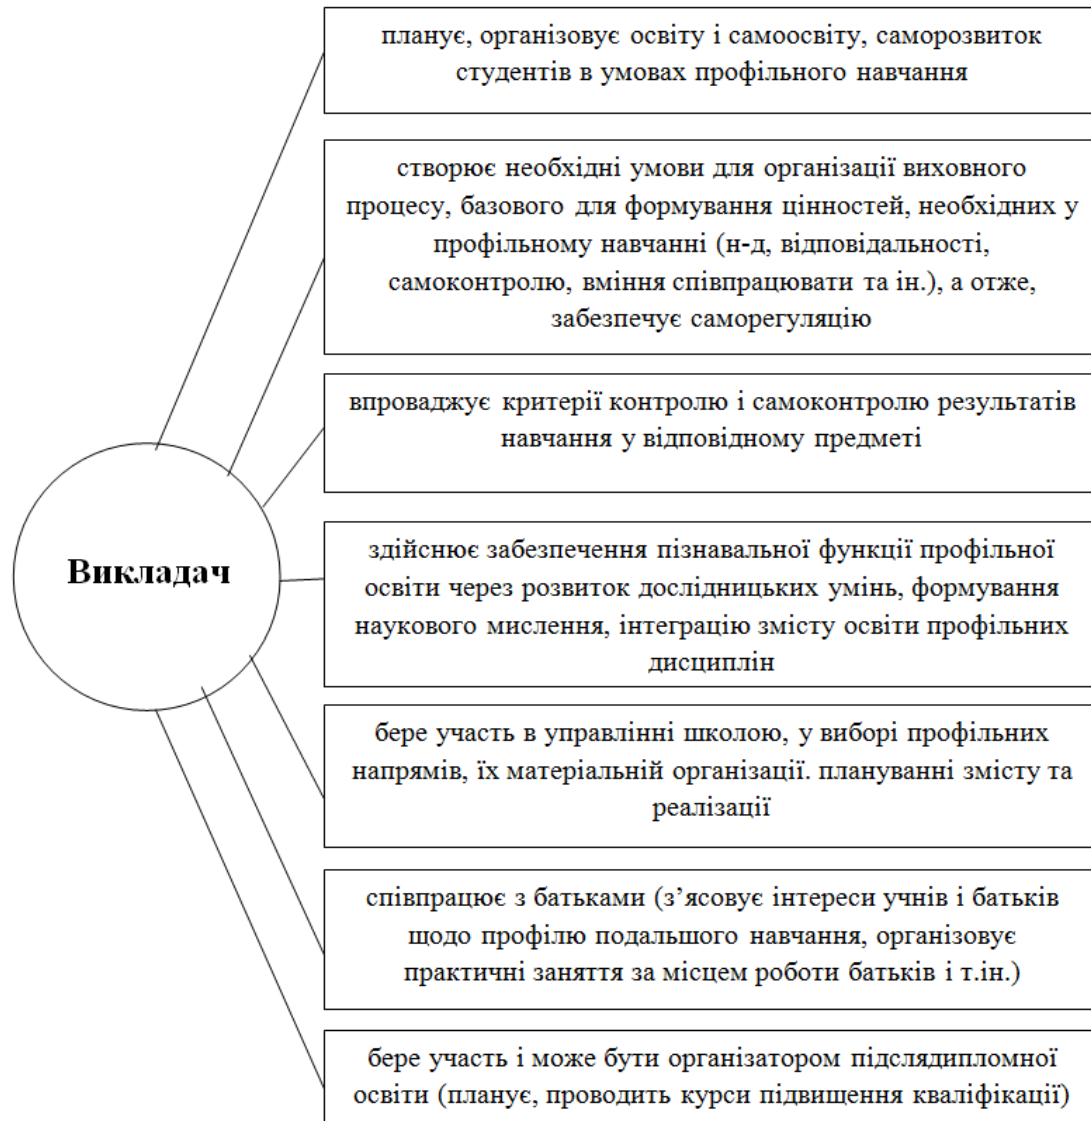 планує, організовує освіту і самоосвіту, саморозвиток
студентів в умовах профільного навчання
створює необхідні умови для організації виховного
процесу, базового для формування цінностей, необхідних у
профільному навчанні (н-д, відповідальності,
самоконтролю, вміння співпрацювати та ін.), а отже,
забезпечує саморегуляцію
впроваджує критерії контролю і самоконтролю результатів
навчання у відповідному предметі
Викладач
здійснює забезпечення пізнавальної функції профільної
освіти через розвиток дослідницьких умінь, формування
наукового мислення, інтеграцію змісту освіти профільних
дисциплін
бере участь в управлінні школою, у виборі профільних
напрямів, їх матеріальній організації. плануванні змісту та
реалізації
співпрацює з батьками (з’ясовує інтереси учнів і батьків
щодо профілю подальшого навчання, організовує
практичні заняття за місцем роботи батьків і т.ін.)
бере участь і може бути організатором підслядипломної
освіти (планує, проводить курси підвищення кваліфікації)